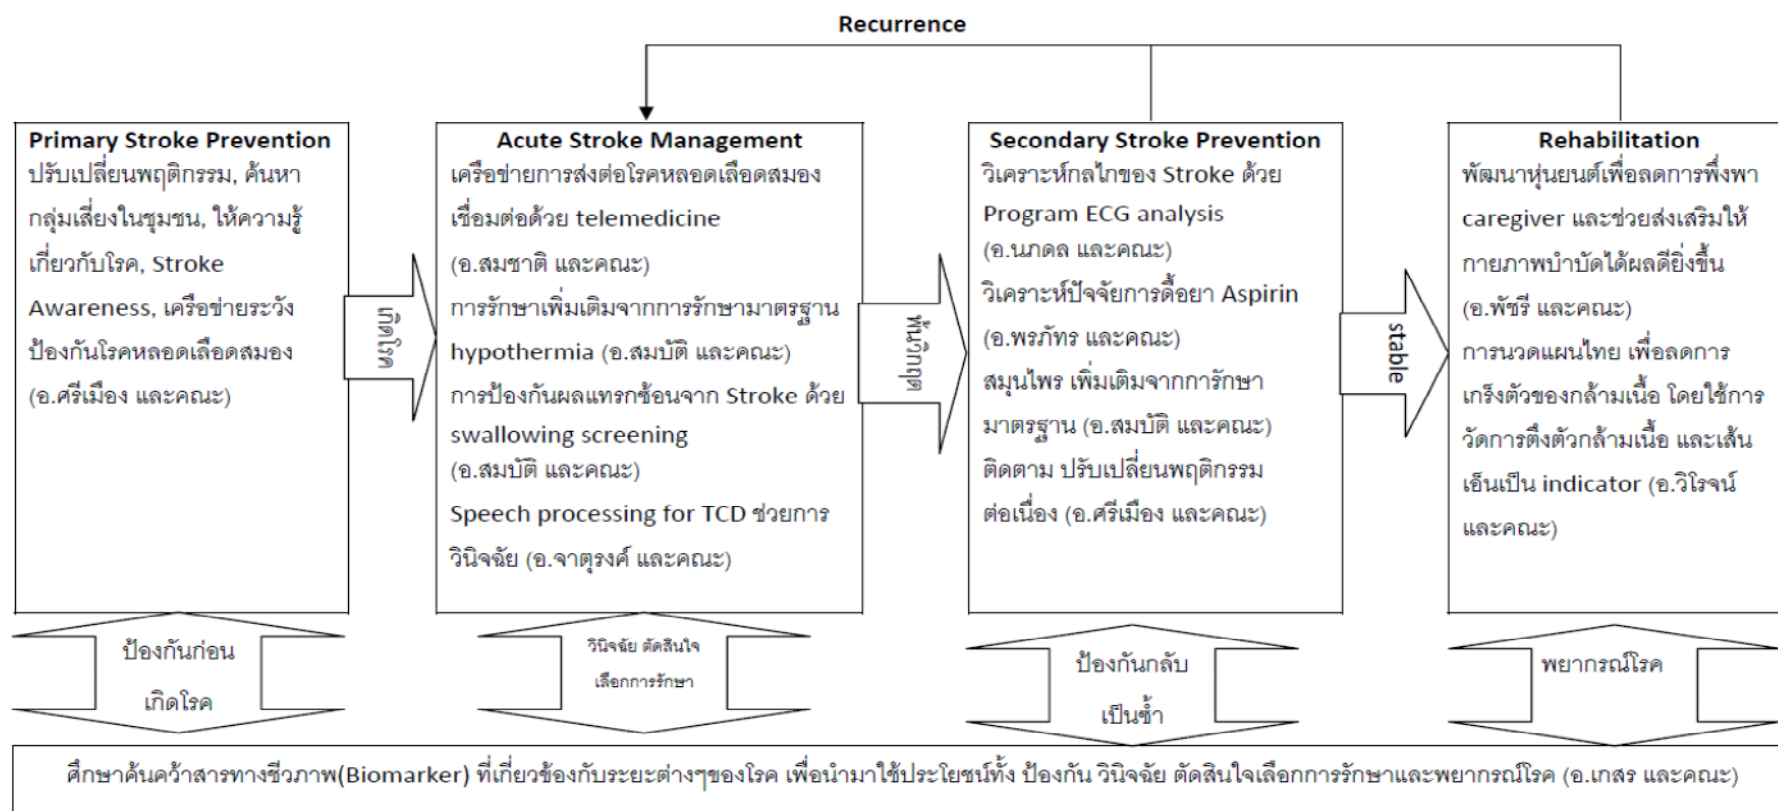 Recurrence
Primary Stroke Prevention
ปรับเปลี่ยนพฤติกรรม, ค้นหา
กลุ่มเสี่ยงในชุมชน, ให้ความรู้
เกี่ยวกับโรค, Stroke
Awareness, เครือข่ายระวัง
ป้องกันโรคหลอดเลือดสมอง
(อ.ศรีเมือง และคณะ)
เกิดโรค
Acute Stroke Management
เครือข่ายการส่งต่อโรคหลอดเลือดสมอง
เชื่อมต่อด้วย telemedicine
(อ.สมชาติ และคณะ)
การรักษาเพิ่มเติมจากการรักษามาตรฐาน
hypothermia (อ.สมบัติ และคณะ)
การป้องกันผลแทรกซ้อนจาก Stroke ด้วย
swallowing screening
(อ.สมบัติ และคณะ)
Speech processing for TCD ช่วยการ
วินิจฉัย (อ.จาตุรงค์ และคณะ)
พ้นวิกฤต
Secondary Stroke Prevention
วิเคราะห์กลไกของ Stroke ด้วย
Program ECG analysis
(อ.นภดล และคณะ)
วิเคราะห์ปัจจัยการดื้อยา Aspirin
(อ.พรภัทร และคณะ)
สมุนไพร เพิ่มเติมจากการักษา
มาตรฐาน (อ.สมบัติ และคณะ)
ติดตาม ปรับเปลี่ยนพฤติกรรม
ต่อเนื่อง (อ.ศรีเมือง และคณะ)
stable
Rehabilitation
พัฒนาหุ่นยนต์เพื่อลดการพึ่งพา
caregiver และช่วยส่งเสริมให้
กายภาพบำบัดได้ผลดียิ่งขึ้น
(อ.พัชรี และคณะ)
การนวดแผนไทย เพื่อลดการ
เกร็งตัวของกล้ามเนื้อ โดยใช้การ
วัดการตึงตัวกล้ามเนื้อ และเส้น
เอ็นเป็น indicator (อ.วิโรจน์
และคณะ)
ป้องกันก่อน
เกิดโรค
วินิจฉัย ตัดสินใจ
เลือกการรักษา
ป้องกันกลับ
เป็นซ้ำ
พยากรณ์โรค
ศึกษาค้นคว้าสารทางชีวภาพ(Biomarker) ที่เกี่ยวข้องกับระยะต่างๆของโรค เพื่อนำมาใช้ประโยชน์ทั้ง ป้องกัน วินิจฉัย ตัดสินใจเลือกการรักษาและพยากรณ์โรค (อ.เกสร และคณะ)